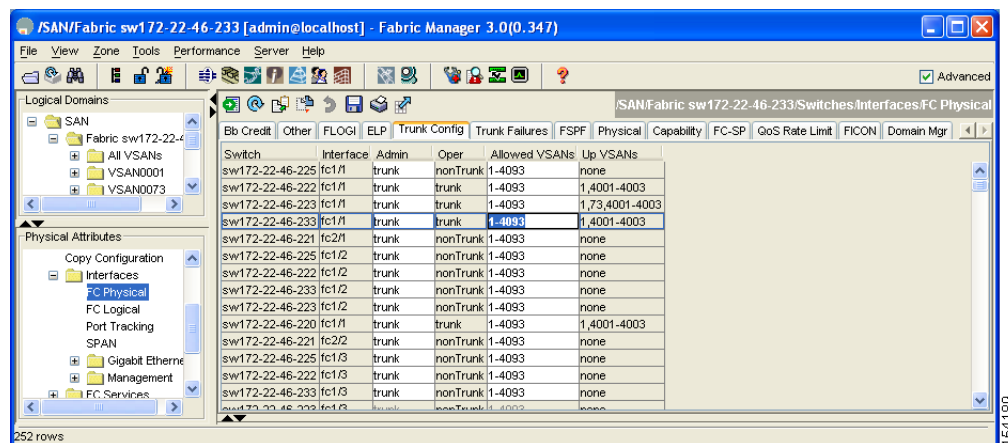 /SAN/Fabric sw172-22-46-233 [admin@localhost] - Fabric Manager 3.0(0.347)
File View Zone Tools Performance Server Help
Advanced
Logical Domains
/SAN/Fabric sw172-22-46-233/Switches/Interfaces/FC Physical
SAN
Fabric sw172-22-4
All VSANs
VSAN0001
VSAN0073
Physical Attributes
Copy Configuration
Interfaces
FC Physical
FC Logical
Port Tracking
SPAN
Gigabit Etherne
Management
FC Services
Bb Credit Other FLOGI ELP Trunk Config Trunk Failures FSPF Physical Capability FC-SP QoS Rate Limit FICON Domain Mgr
Switch Interface Admin Oper Allowed VSANs Up VSANs
sw172-22-46-225 fc1/1 trunk nonTrunk 1-4093 none
sw172-22-46-222 fc1/1 trunk trunk 1-4093 1,4001-4003
sw172-22-46-223 fc1/1 trunk trunk 1-4093 1,73,4001-4003
sw172-22-46-233 fc1/1 trunk trunk 1-4093 1,4001-4003
sw172-22-46-221 fc2/1 trunk nonTrunk 1-4093 none
sw172-22-46-225 fc1/2 trunk nonTrunk 1-4093 none
sw172-22-46-222 fc1/2 trunk nonTrunk 1-4093 none
sw172-22-46-233 fc1/2 trunk nonTrunk 1-4093 none
sw172-22-46-223 fc1/2 trunk nonTrunk 1-4093 none
sw172-22-46-220 fc1/1 trunk trunk 1-4093 1,4001-4003
sw172-22-46-221 fc2/2 trunk nonTrunk 1-4093 none
sw172-22-46-225 fc1/3 trunk nonTrunk 1-4093 none
sw172-22-46-222 fc1/3 trunk nonTrunk 1-4093 none
sw172-22-46-233 fc1/3 trunk nonTrunk 1-4093 none
sw172-22-46-223 fc1/3 trunk nonTrunk 1-4093 none
252 rows